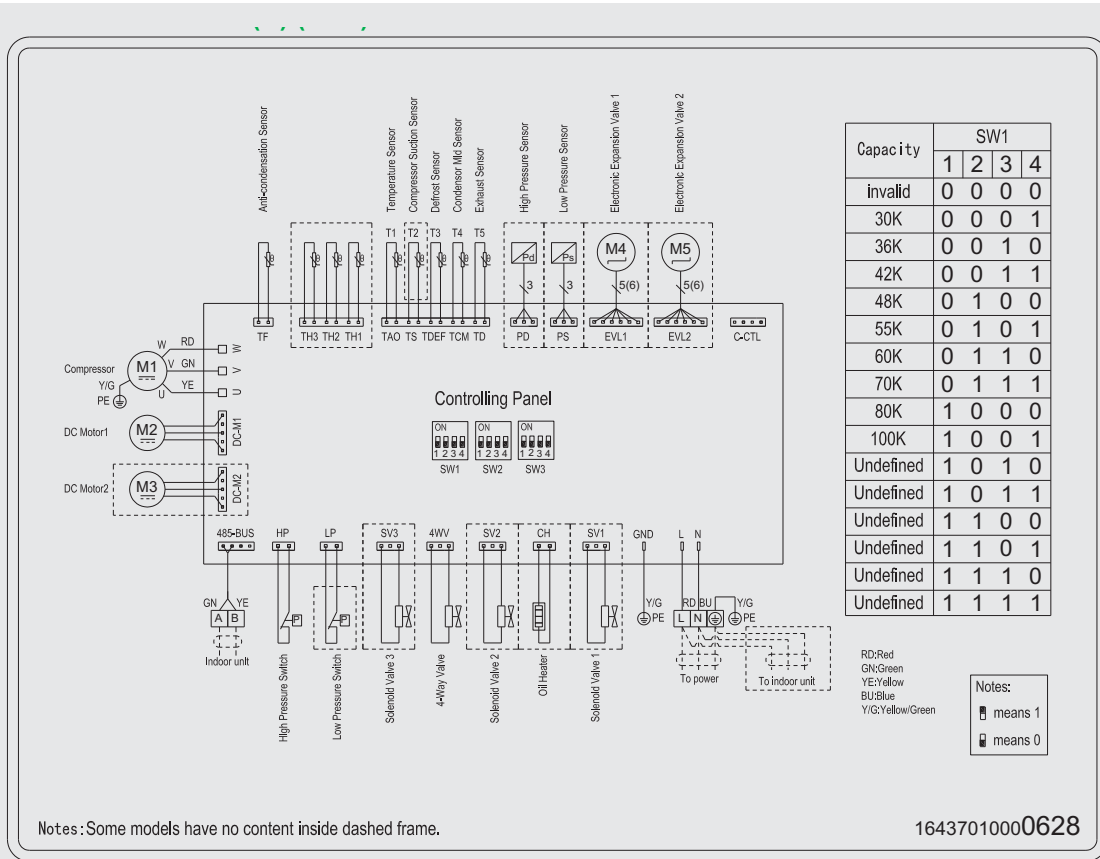 Anti-condensation Sensor
Temperature Sensor
Compressor Suction Sensor
Defrost Sensor
Condensor Mid Sensor
Exhaust Sensor
High Pressure Sensor
Low Pressure Sensor
Electronic Expansion Valve 1
Electronic Expansion Valve 2
T1 T2 T3 T4 T5
Pd Ps M4 M5
3 3 5(6) 5(6)
TF TH3 TH2 TH1 TAO TS TDEF TCM TD PD PS EVL1 EVL2 C-CTL
Compressor M1
W RD W
V GN V
U YE U
Y/G
PE
DC Motor1 M2 DC-M1
DC Motor2 M3 DC-M2
Controlling Panel
ON ON ON
1 2 3 4 1 2 3 4 1 2 3 4
SW1 SW2 SW3
485-BUS HP LP SV3 4WV SV2 CH SV1 GND L N
GN YE
A B
Indoor unit
P P
High Pressure Switch
Low Pressure Switch
Solenoid Valve 3
4-Way Valve
Solenoid Valve 2
Oil Heater
Solenoid Valve 1
Y/G
PE
RD BU Y/G
L N PE
To power
To indoor unit
Capacity SW1
1 2 3 4
invalid 0 0 0 0
30K 0 0 0 1
36K 0 0 1 0
42K 0 0 1 1
48K 0 1 0 0
55K 0 1 0 1
60K 0 1 1 0
70K 0 1 1 1
80K 1 0 0 0
100K 1 0 0 1
Undefined 1 0 1 0
Undefined 1 0 1 1
Undefined 1 1 0 0
Undefined 1 1 0 1
Undefined 1 1 1 0
Undefined 1 1 1 1
RD:Red
GN:Green
YE:Yellow
BU:Blue
Y/G:Yellow/Green
Notes:
means 1
means 0
Notes:Some models have no content inside dashed frame.
16437010000628